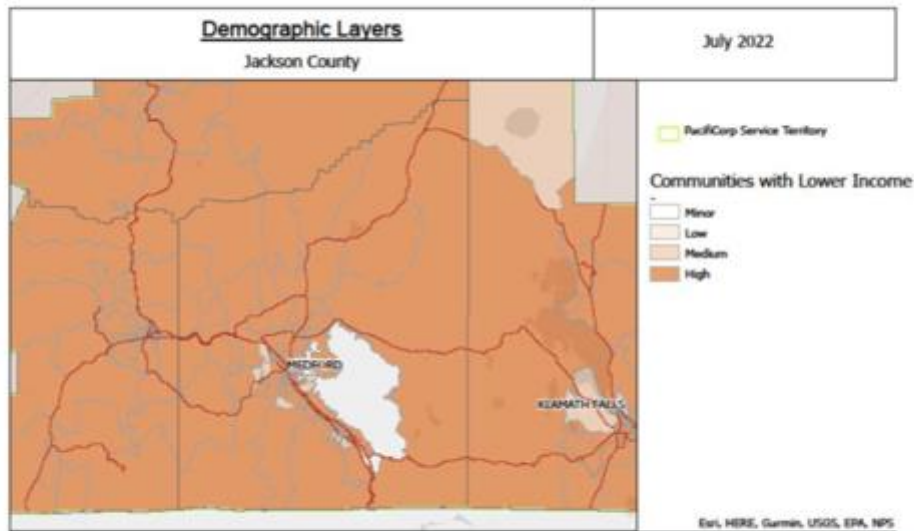 Demographic Layers
Jackson County
July 2022
PacifiCorp Service Territory
Communities with Lower Income
Minor
Low
Medium
High
MEDFORD
KLAMATH FALLS
Esri, HERE, Garmin, USGS, EPA, NPS